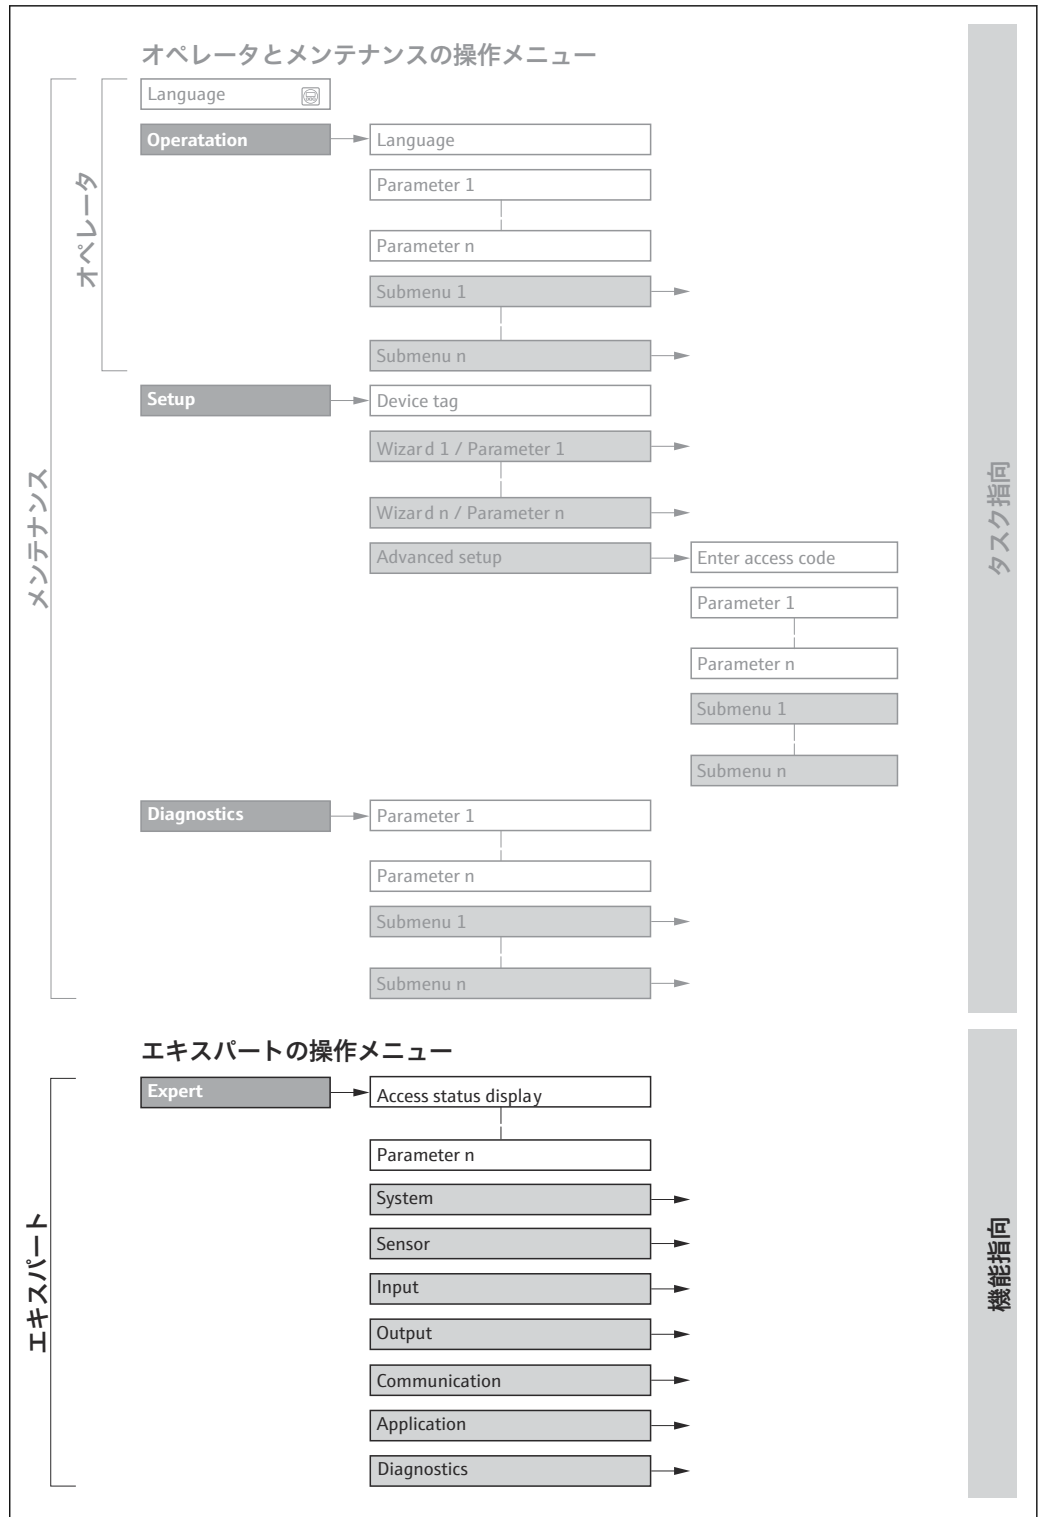 オペレータとメンテナンスの操作メニュー
Language
Operatation
Language
Parameter 1
Parameter n
Submenu 1
Submenu n
オペレータ
Setup
Device tag
Wizard 1 / Parameter 1
Wizard n / Parameter n
Advanced setup
Enter access code
Parameter 1
Parameter n
Submenu 1
Submenu n
メンテナンス
タスク指向
Diagnostics
Parameter 1
Parameter n
Submenu 1
Submenu n
エキスパートの操作メニュー
Expert
Access status display
Parameter n
System
Sensor
Input
Output
Communication
Application
Diagnostics
エキスパート
機能指向